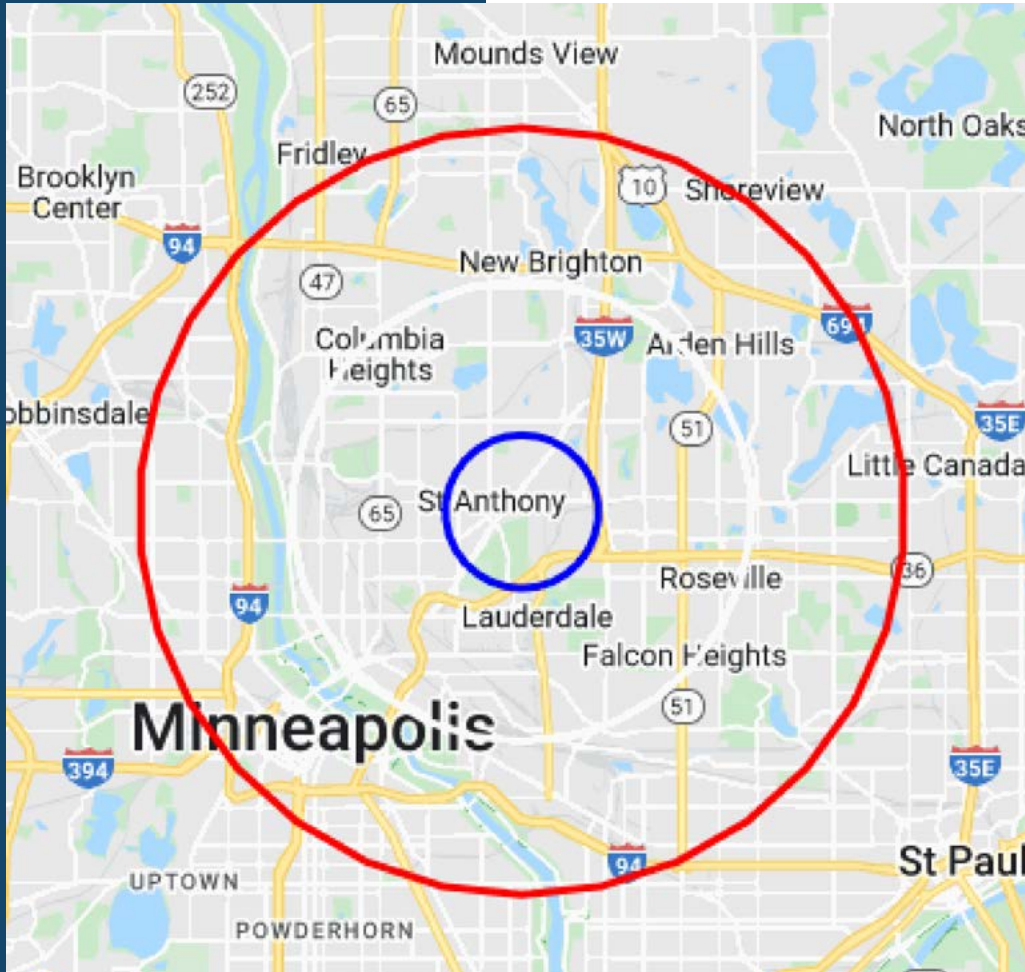 Mounds View
252
65
North Oaks
Fridley
10
Shoreview
Brooklyn
Center
94
New Brighton
47
Columbia
Heights
35W
Arden Hills
694
obbinsdale
51
35E
Little Canada
65
St Anthony
36
Roseville
94
Lauderdale
Falcon Heights
51
Minneapolis
394
35E
94
St Paul
UPTOWN
POWDERHORN